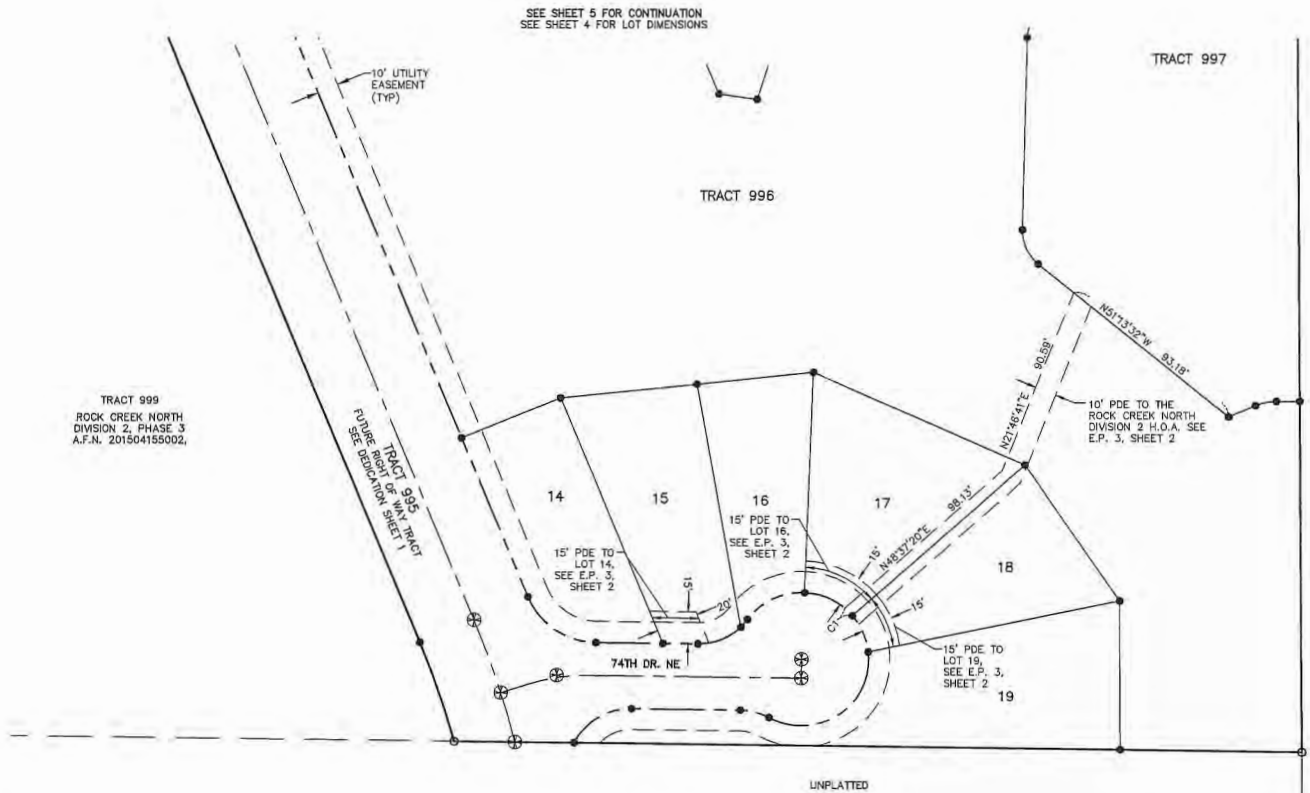 SEE SHEET 5 FOR CONTINUATION
SEE SHEET 4 FOR LOT DIMENSIONS
10' UTILITY
EASEMENT
(TYP)
TRACT 997
TRACT 996
N51°13'32"W 93.18'
N21°46'41"E 90.59'
10' PDE TO THE
ROCK CREEK NORTH
DIVISION 2 H.O.A. SEE
E.P. 3, SHEET 2
TRACT 999
ROCK CREEK NORTH
DIVISION 2, PHASE 3
A.F.N. 201504155002,
TRACT 995
FUTURE RIGHT OF WAY TRACT
SEE DEDICATION SHEET 1
14
15
16
17
N48°37'20"E 98.13'
15' PDE TO
LOT 16,
SEE E.P. 3,
SHEET 2
15'
15' PDE TO
LOT 14,
SEE E.P. 3,
SHEET 2
15'
20'
18
15'
C1
15' PDE TO
LOT 19,
SEE E.P. 3,
SHEET 2
74TH DR. NE
19
UNPLATTED